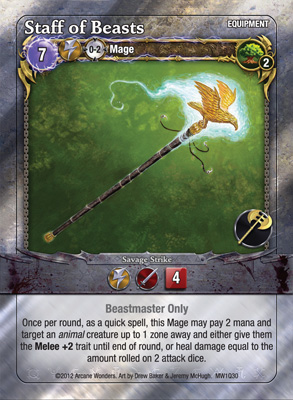 Staff of Beasts
EQUIPMENT
7
0-2
Mage
2
Savage Strike
4
Beastmaster Only
Once per round, as a quick spell, this Mage may pay 2 mana and
target an animal creature up to 1 zone away and either give them
the Melee +2 trait until end of round, or heal damage equal to the
amount rolled on 2 attack dice.
©2012 Arcane Wonders. Art by Drew Baker & Jeremy McHugh. MW1Q30